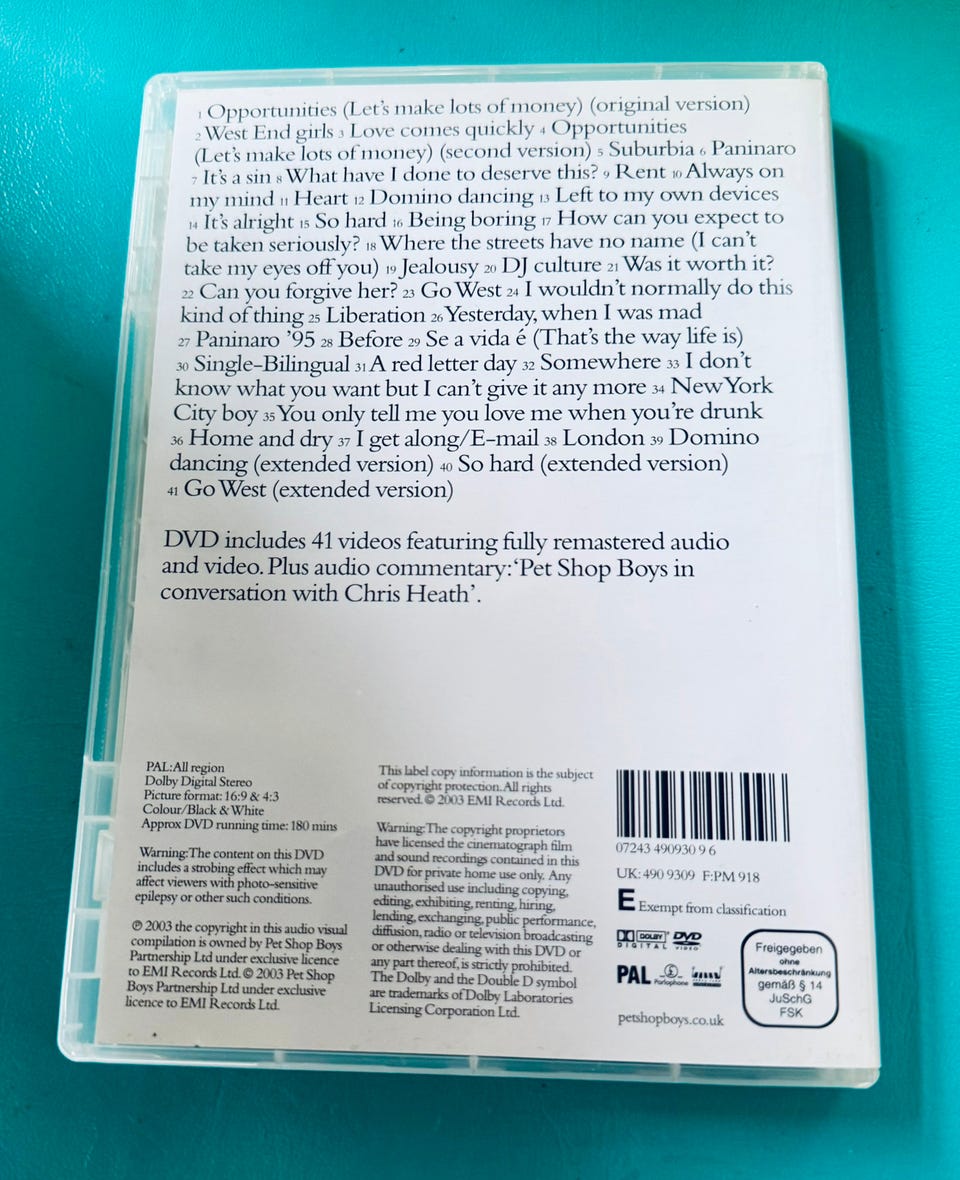 1 Opportunities (Let's make lots of money) (original version)
2 West End girls 3 Love comes quickly 4 Opportunities
(Let's make lots of money) (second version) 5 Suburbia 6 Paninaro
7 It's a sin 8 What have I done to deserve this? 9 Rent 10 Always on
my mind 11 Heart 12 Domino dancing 13 Left to my own devices
14 It's alright 15 So hard 16 Being boring 17 How can you expect to
be taken seriously? 18 Where the streets have no name (I can't
take my eyes off you) 19 Jealousy 20 DJ culture 21 Was it worth it?
22 Can you forgive her? 23 Go West 24 I wouldn't normally do this
kind of thing 25 Liberation 26 Yesterday, when I was mad
27 Paninaro '95 28 Before 29 Se a vida é (That's the way life is)
30 Single-Bilingual 31 A red letter day 32 Somewhere 33 I don't
know what you want but I can't give it any more 34 New York
City boy 35 You only tell me you love me when you're drunk
36 Home and dry 37 I get along/E-mail 38 London 39 Domino
dancing (extended version) 40 So hard (extended version)
41 Go West (extended version)
DVD includes 41 videos featuring fully remastered audio
and video. Plus audio commentary: 'Pet Shop Boys in
conversation with Chris Heath'.
PAL: All region
Dolby Digital Stereo
Picture format: 16:9 & 4:3
Colour/Black & White
Approx DVD running time: 180 mins
Warning: The content on this DVD
includes a strobing effect which may
affect viewers with photo-sensitive
epilepsy or other such conditions.
℗ 2003 the copyright in this audio visual
compilation is owned by Pet Shop Boys
Partnership Ltd under exclusive licence
to EMI Records Ltd. © 2003 Pet Shop
Boys Partnership Ltd under exclusive
licence to EMI Records Ltd.
This label copy information is the subject
of copyright protection. All rights
reserved. © 2003 EMI Records Ltd.
Warning: The copyright proprietors
have licensed the cinematograph film
and sound recordings contained in this
DVD for private home use only. Any
unauthorised use including copying,
editing, exhibiting, renting, hiring,
lending, exchanging, public performance,
diffusion, radio or television broadcasting
or otherwise dealing with this DVD or
any part thereof, is strictly prohibited.
The Dolby and the Double D symbol
are trademarks of Dolby Laboratories
Licensing Corporation Ltd.
07243 490930 9 6
UK: 490 9309 F: PM 918
E Exempt from classification
DOLBY DIGITAL DVD VIDEO
PAL Parlophone
petshopboys.co.uk
Freigegeben
ohne
Altersbeschränkung
gemäß § 14
JuSchG
FSK